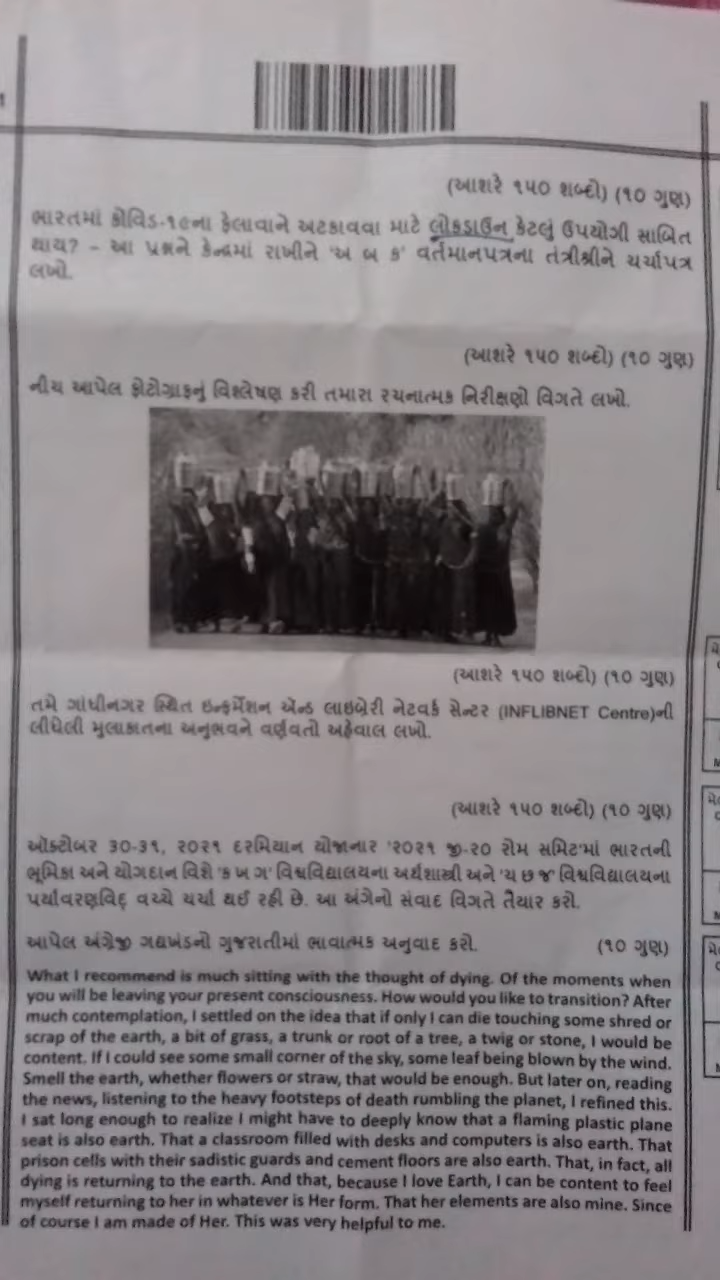 (આશરે ૧૫૦ શબ્દો) (૧૦ ગુણ)
ભારતમાં કોવિડ-૧૯ના ફેલાવાને અટકાવવા માટે લોકડાઉન કેટલું ઉપયોગી સાબિત
થાય? – આ પ્રશ્નને કેન્દ્રમાં રાખીને 'અ બ ક' વર્તમાનપત્રના તંત્રીશ્રીને ચર્ચાપત્ર
લખો.
(આશરે ૧૫૦ શબ્દો) (૧૦ ગુણ)
નીચે આપેલ ફોટોગ્રાફનું વિશ્લેષણ કરી તમારા રચનાત્મક નિરીક્ષણો વિગતે લખો.
(આશરે ૧૫૦ શબ્દો) (૧૦ ગુણ)
તમે ગાંધીનગર સ્થિત ઇન્ફર્મેશન ઍન્ડ લાઇબ્રેરી નેટવર્ક સેન્ટર (INFLIBNET Centre)ની
લીધેલી મુલાકાતના અનુભવને વર્ણવતો અહેવાલ લખો.
(આશરે ૧૫૦ શબ્દો) (૧૦ ગુણ)
ઑક્ટોબર ૩૦-૩૧, ૨૦૨૧ દરમિયાન યોજાનાર '૨૦૨૧ જી-૨૦ રોમ સમિટ'માં ભારતની
ભૂમિકા અને યોગદાન વિશે 'ક ખ ગ' વિશ્વવિદ્યાલયના અર્થશાસ્ત્રી અને 'ચ છ જ' વિશ્વવિદ્યાલયના
પર્યાવરણવિદ્ વચ્ચે ચર્ચા થઈ રહી છે. આ અંગેનો સંવાદ વિગતે તૈયાર કરો.
આપેલ અંગ્રેજી ગદ્યખંડનો ગુજરાતીમાં ભાવાત્મક અનુવાદ કરો. (૧૦ ગુણ)
What I recommend is much sitting with the thought of dying. Of the moments when
you will be leaving your present consciousness. How would you like to transition? After
much contemplation, I settled on the idea that if only I can die touching some shred or
scrap of the earth, a bit of grass, a trunk or root of a tree, a twig or stone, I would be
content. If I could see some small corner of the sky, some leaf being blown by the wind.
Smell the earth, whether flowers or straw, that would be enough. But later on, reading
the news, listening to the heavy footsteps of death rumbling the planet, I refined this.
I sat long enough to realize I might have to deeply know that a flaming plastic plane
seat is also earth. That a classroom filled with desks and computers is also earth. That
prison cells with their sadistic guards and cement floors are also earth. That, in fact, all
dying is returning to the earth. And that, because I love Earth, I can be content to feel
myself returning to her in whatever is Her form. That her elements are also mine. Since
of course I am made of Her. This was very helpful to me.